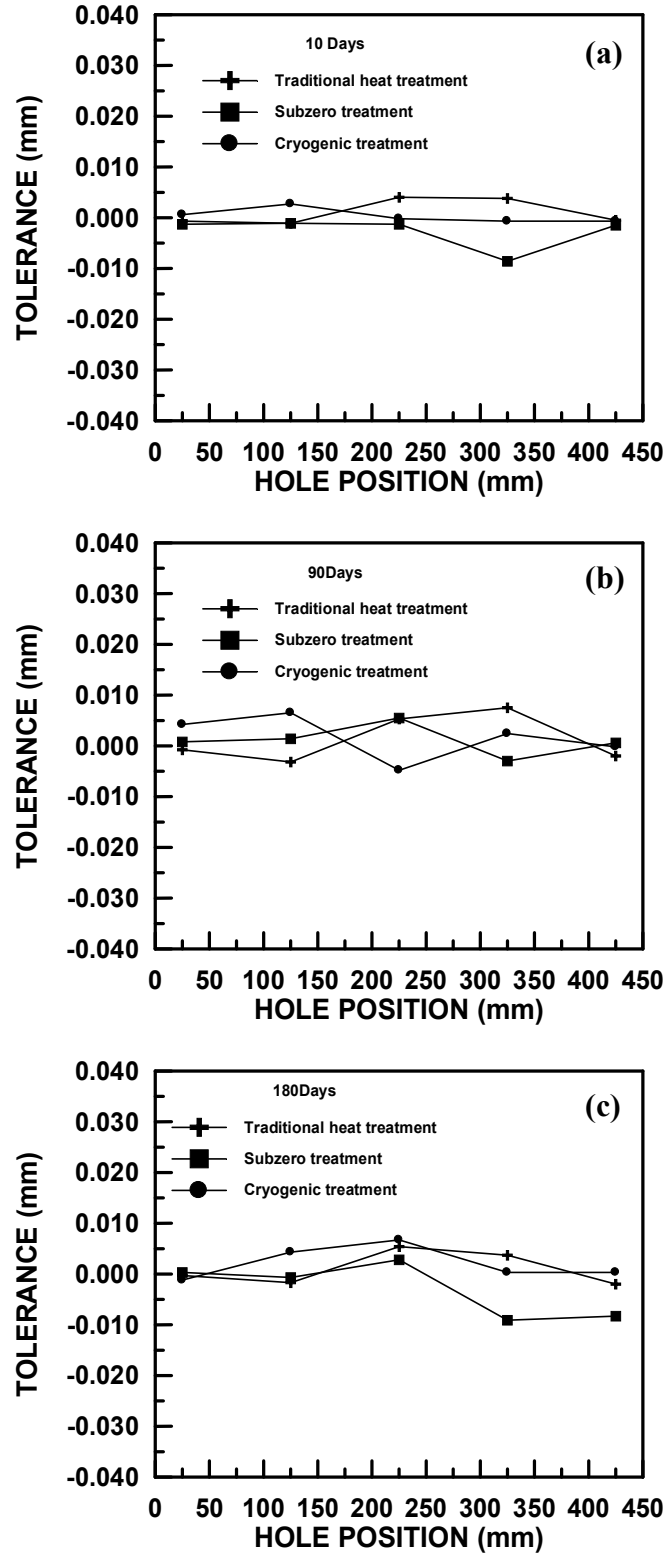 0.040
10 Days
(a)
0.030
Traditional heat treatment
0.020
Subzero treatment
Cryogenic treatment
0.010
0.000
-0.010
-0.020
-0.030
-0.040
TOLERANCE (mm)
0 50 100 150 200 250 300 350 400 450
HOLE POSITION (mm)
0.040
90Days
(b)
0.030
Traditional heat treatment
0.020
Subzero treatment
Cryogenic treatment
0.010
0.000
-0.010
-0.020
-0.030
-0.040
TOLERANCE (mm)
0 50 100 150 200 250 300 350 400 450
HOLE POSITION (mm)
0.040
180Days
(c)
0.030
Traditional heat treatment
0.020
Subzero treatment
Cryogenic treatment
0.010
0.000
-0.010
-0.020
-0.030
-0.040
TOLERANCE (mm)
0 50 100 150 200 250 300 350 400 450
HOLE POSITION (mm)